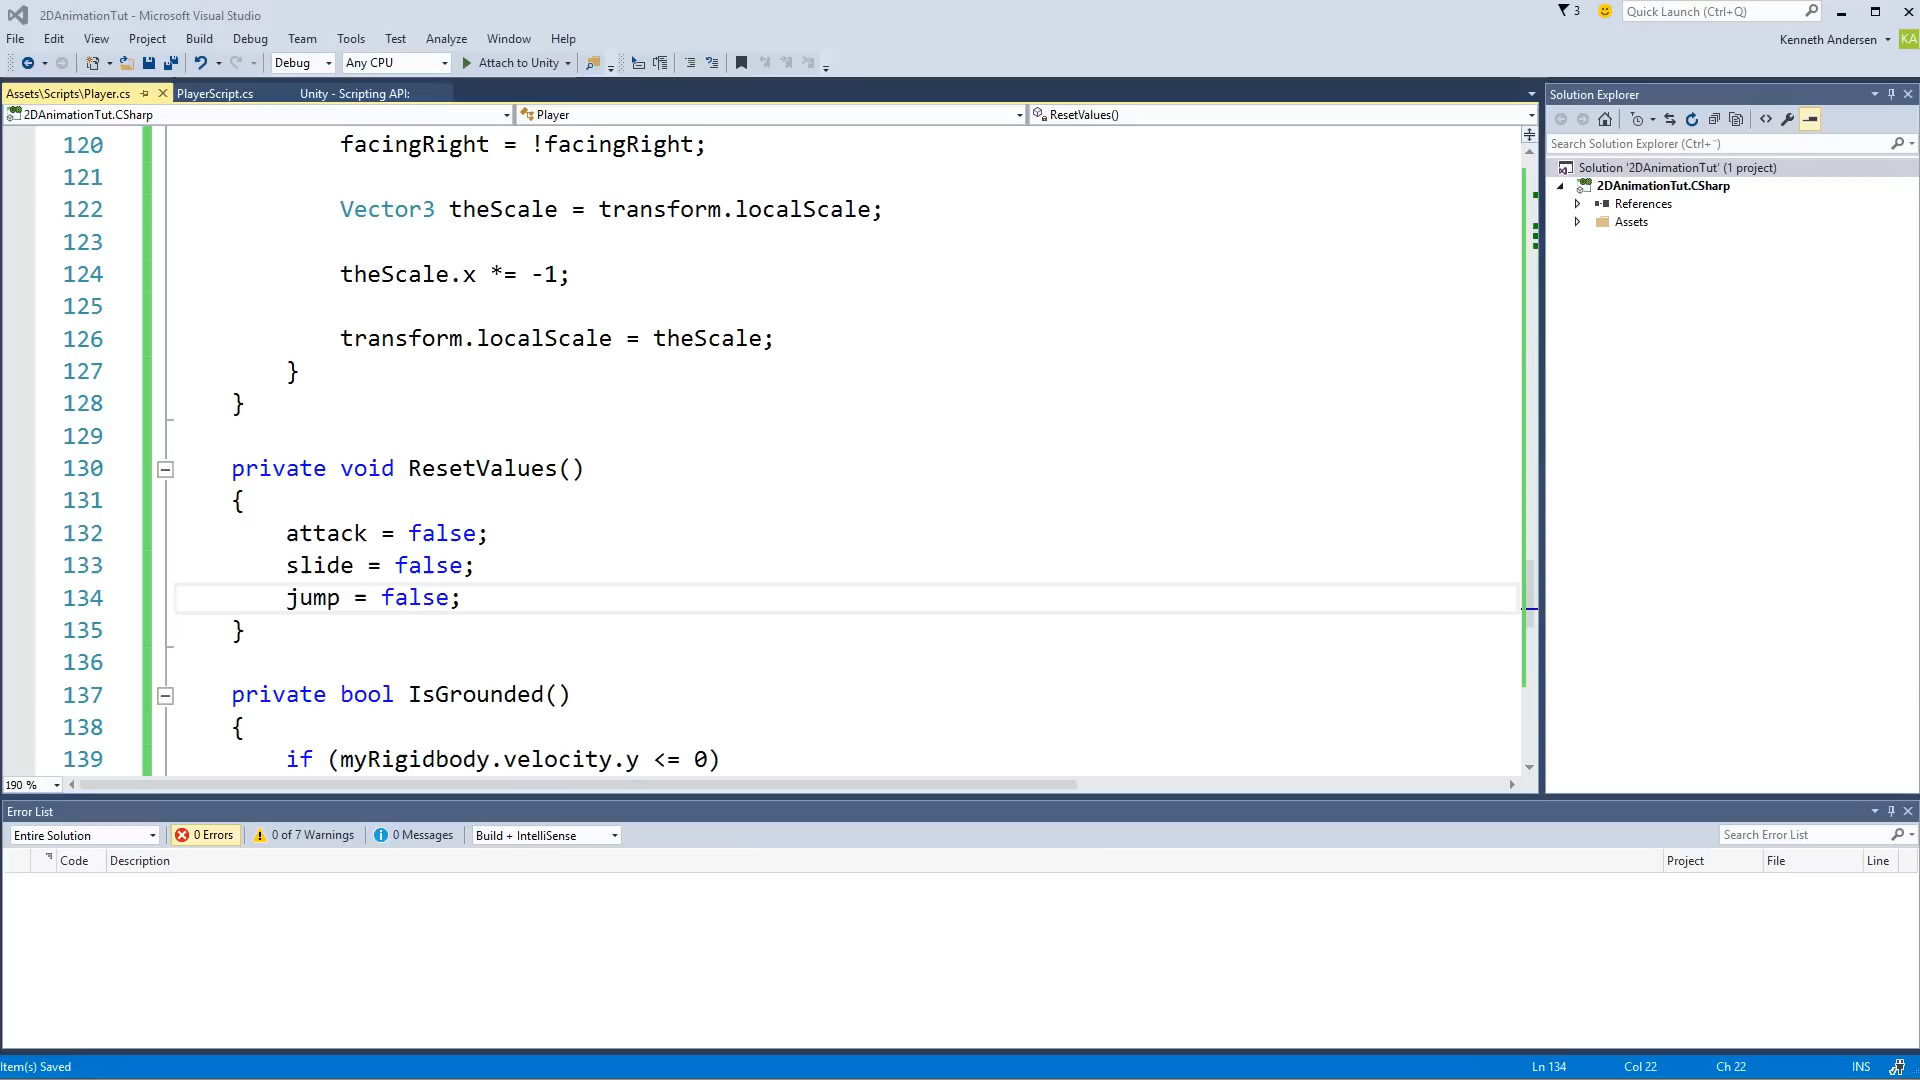 2DAnimationTut - Microsoft Visual Studio
3
Quick Launch (Ctrl+Q)
File Edit View Project Build Debug Team Tools Test Analyze Window Help
Kenneth Andersen
KA
Debug
Any CPU
Attach to Unity
Assets\Scripts\Player.cs
PlayerScript.cs
Unity - Scripting API:
Solution Explorer
2DAnimationTut.CSharp
Player
ResetValues()
Search Solution Explorer (Ctrl+¨)
Solution '2DAnimationTut' (1 project)
2DAnimationTut.CSharp
References
Assets
120 facingRight = !facingRight;
121
122 Vector3 theScale = transform.localScale;
123
124 theScale.x *= -1;
125
126 transform.localScale = theScale;
127 }
128 }
129
130 private void ResetValues()
131 {
132 attack = false;
133 slide = false;
134 jump = false;
135 }
136
137 private bool IsGrounded()
138 {
139 if (myRigidbody.velocity.y <= 0)
190 %
Error List
Entire Solution
0 Errors
0 of 7 Warnings
0 Messages
Build + IntelliSense
Search Error List
Code Description Project File Line
Item(s) Saved
Ln 134 Col 22 Ch 22 INS